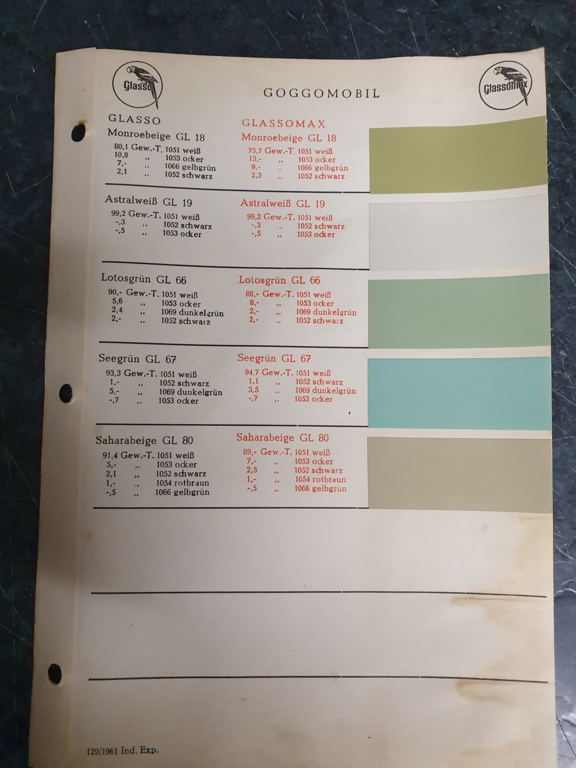 Glasso
Glassomax
GOGGOMOBIL
GLASSO
Monroebeige GL 18
80,1 Gew.-T. 1051 weiß
10,8 „ 1053 ocker
7,- „ 1066 gelbgrün
2,1 „ 1052 schwarz
GLASSOMAX
Monroebeige GL 18
75,7 Gew.-T. 1051 weiß
13,- „ 1053 ocker
9,- „ 1066 gelbgrün
2,3 „ 1052 schwarz
Astralweiß GL 19
99,2 Gew.-T. 1051 weiß
-,3 „ 1052 schwarz
-,5 „ 1053 ocker
Astralweiß GL 19
99,2 Gew.-T. 1051 weiß
-,3 „ 1052 schwarz
-,5 „ 1053 ocker
Lotosgrün GL 66
90,- Gew.-T. 1051 weiß
5,6 „ 1053 ocker
2,4 „ 1069 dunkelgrün
2,- „ 1052 schwarz
Lotosgrün GL 66
88,- Gew.-T. 1051 weiß
8,- „ 1053 ocker
2,- „ 1069 dunkelgrün
2,- „ 1052 schwarz
Seegrün GL 67
93,3 Gew.-T. 1051 weiß
1,- „ 1052 schwarz
5,- „ 1069 dunkelgrün
-,7 „ 1053 ocker
Seegrün GL 67
94,7 Gew.-T. 1051 weiß
1,1 „ 1052 schwarz
3,5 „ 1069 dunkelgrün
-,7 „ 1053 ocker
Saharabeige GL 80
91,4 Gew.-T. 1051 weiß
5,- „ 1053 ocker
2,1 „ 1052 schwarz
1,- „ 1054 rotbraun
-,5 „ 1066 gelbgrün
Saharabeige GL 80
89,- Gew.-T. 1051 weiß
7,- „ 1053 ocker
2,5 „ 1052 schwarz
1,- „ 1054 rotbraun
-,5 „ 1066 gelbgrün
129/1961 Ind. Exp.